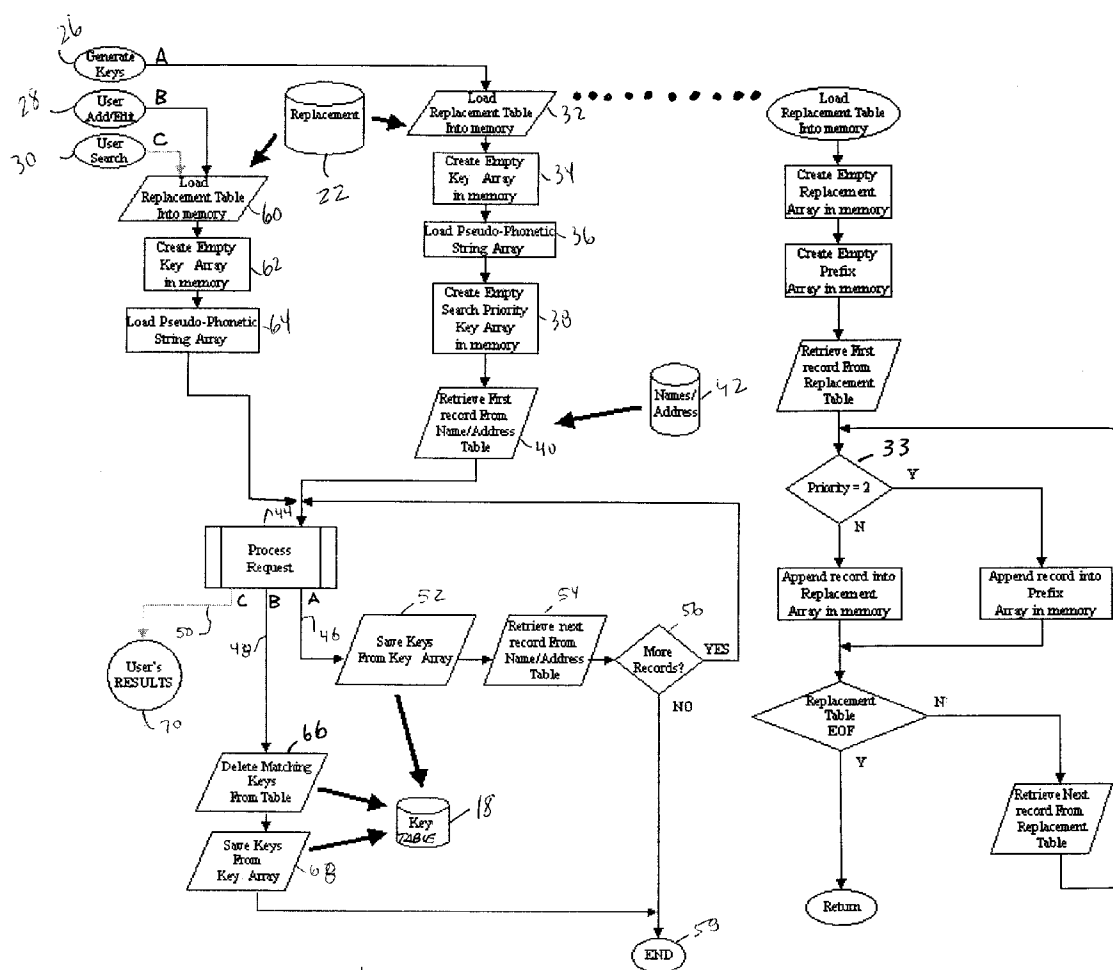 26
Generate
Keys
A
28
User
Add/Edit
B
30
User
Search
C
Replacement
22
Load
Replacement Table
Into memory
32
Load
Replacement Table
Into memory
60
Create Empty
Key Array
in memory
62
Load Pseudo-Phonetic
String Array
64
Create Empty
Key Array
in memory
34
Load Pseudo-Phonetic
String Array
36
Create Empty
Search Priority
Key Array
in memory
38
Retrieve First
record From
Name/Address
Table
40
Names/
Address
42
44
Process
Request
C
B
A
50
48
46
User's
RESULTS
70
52
Save Keys
From Key Array
54
Retrieve next
record From
Name/Address
Table
56
More
Records?
YES
NO
66
Delete Matching
Keys
From Table
Key
TABLE
18
Save Keys
From
Key Array
68
END
59
Load
Replacement Table
Into memory
Create Empty
Replacement
Array in memory
Create Empty
Prefix
Array in memory
Retrieve First
record From
Replacement
Table
33
Priority = 2
Y
N
Append record into
Replacement
Array in memory
Append record into
Prefix
Array in memory
Replacement
Table
EOF
N
Y
Retrieve Next
record From
Replacement
Table
Return